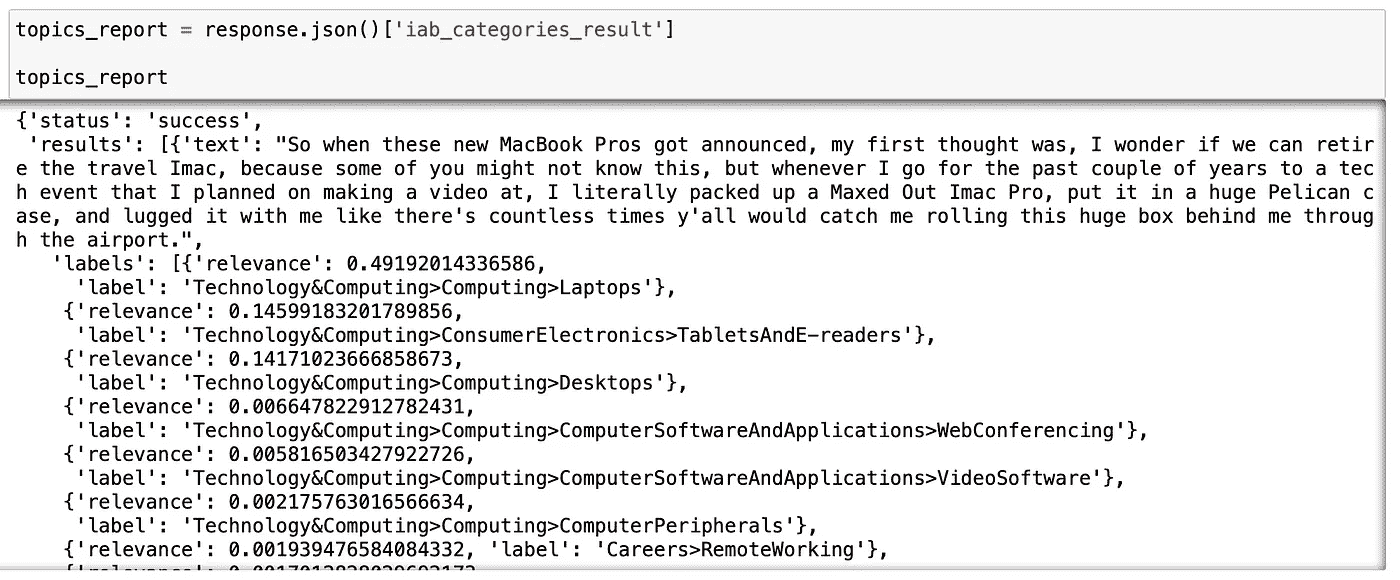 topics_report = response.json()['iab_categories_result']
topics_report
{'status': 'success',
'results': [{'text': "So when these new MacBook Pros got announced, my first thought was, I wonder if we can retir
e the travel Imac, because some of you might not know this, but whenever I go for the past couple of years to a tec
h event that I planned on making a video at, I literally packed up a Maxed Out Imac Pro, put it in a huge Pelican c
ase, and lugged it with me like there's countless times y'all would catch me rolling this huge box behind me throug
h the airport.",
'labels': [{'relevance': 0.49192014336586,
'label': 'Technology&Computing>Computing>Laptops'},
{'relevance': 0.14599183201789856,
'label': 'Technology&Computing>ConsumerElectronics>TabletsAndE-readers'},
{'relevance': 0.14171023666858673,
'label': 'Technology&Computing>Computing>Desktops'},
{'relevance': 0.006647822912782431,
'label': 'Technology&Computing>Computing>ComputerSoftwareAndApplications>WebConferencing'},
{'relevance': 0.005816503427922726,
'label': 'Technology&Computing>Computing>ComputerSoftwareAndApplications>VideoSoftware'},
{'relevance': 0.002175763016566634,
'label': 'Technology&Computing>Computing>ComputerPeripherals'},
{'relevance': 0.001939476584084332, 'label': 'Careers>RemoteWorking'},